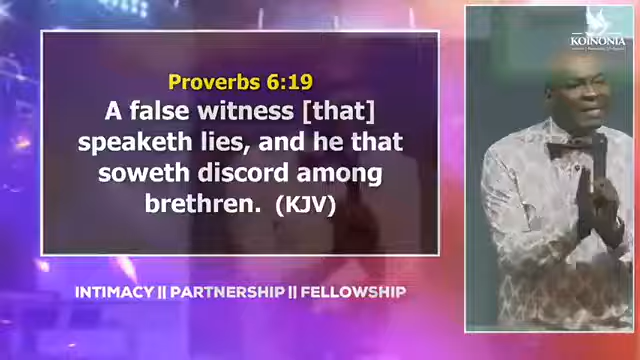 Proverbs 6:19
A false witness [that]
speaketh lies, and he that
soweth discord among
brethren. (KJV)
INTIMACY || PARTNERSHIP || FELLOWSHIP
KOINONIA